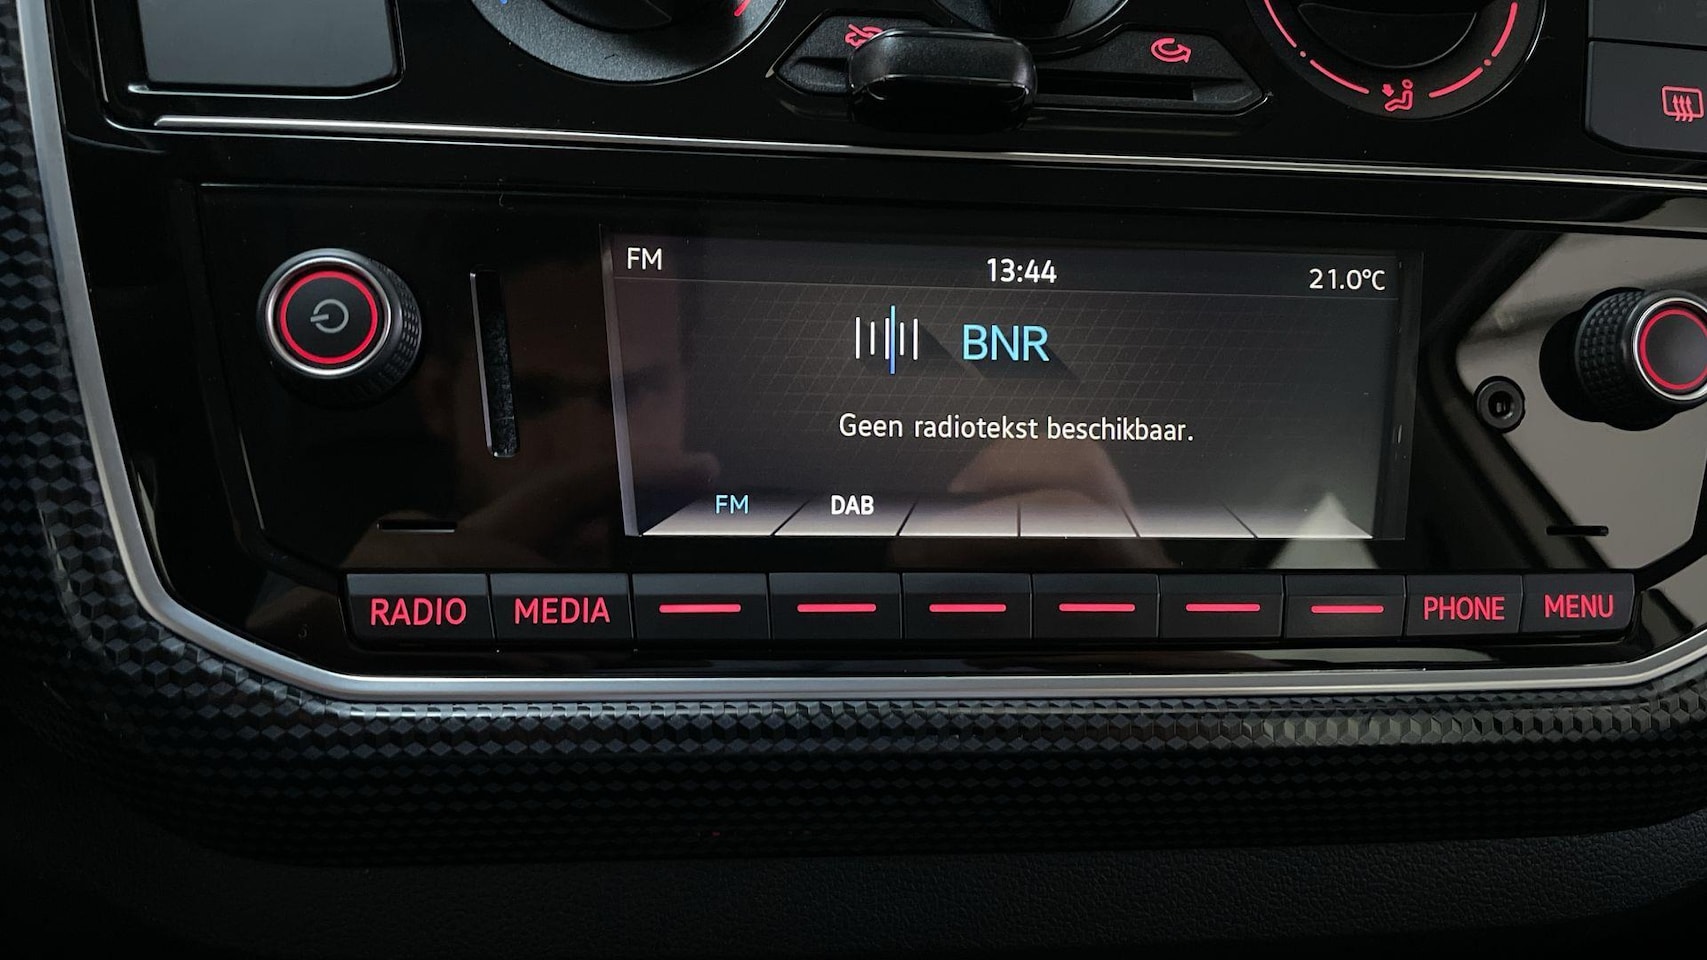 FM 13:44 21.0°C
BNR
Geen radiotekst beschikbaar.
FM DAB
RADIO MEDIA PHONE MENU